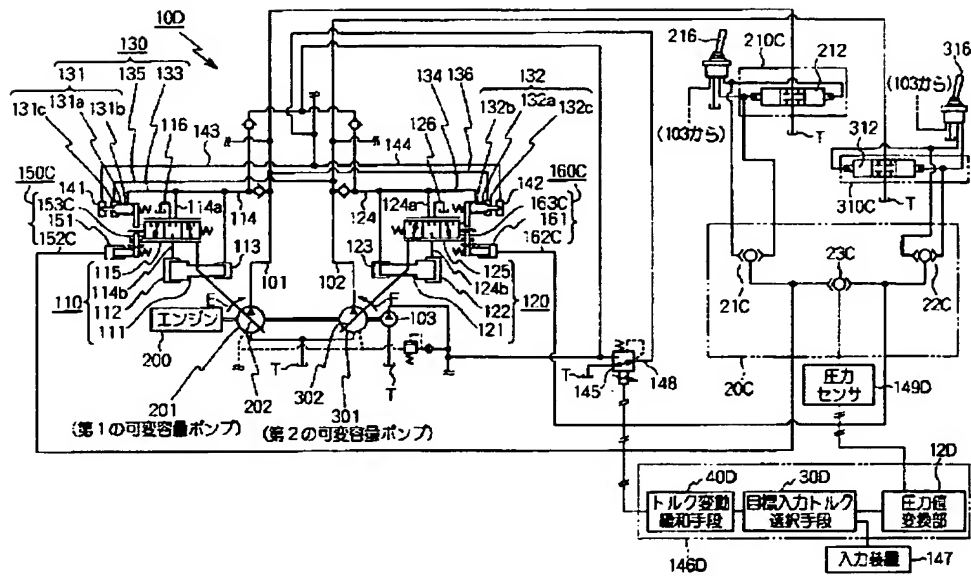 10D
130
131
135 133
131a
131c 131b 116
143
134 136
132
132a
126 132b 132c
144
150C
141
153C
151
152C
114a
114
124
124a
160C
142
163C
161
162C
115
114b
110
112
111
113
101
123
102
125
124b
120
122
121
F
F
エンジン
200
103
T
T
201
(第1の可変容量ポンプ)
202
302
301
(第2の可変容量ポンプ)
216 210C
212
316
(103から)
(103から)
T
312
310C
T
21C
23C
22C
20C
T
145
148
圧力
センサ
149D
40D
30D
12D
トルク変動
緩和手段
目標入力トルク
選択手段
圧力値
変換部
146D
入力装置
147